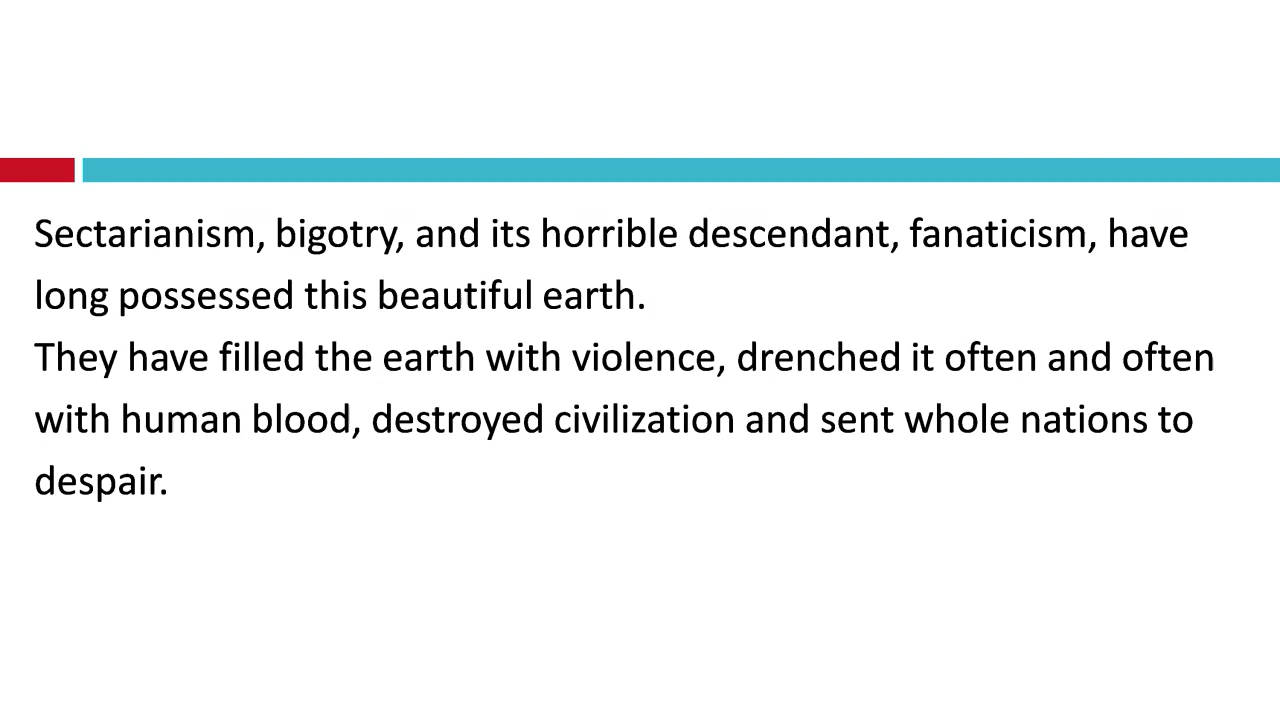 Sectarianism, bigotry, and its horrible descendant, fanaticism, have
long possessed this beautiful earth.
They have filled the earth with violence, drenched it often and often
with human blood, destroyed civilization and sent whole nations to
despair.